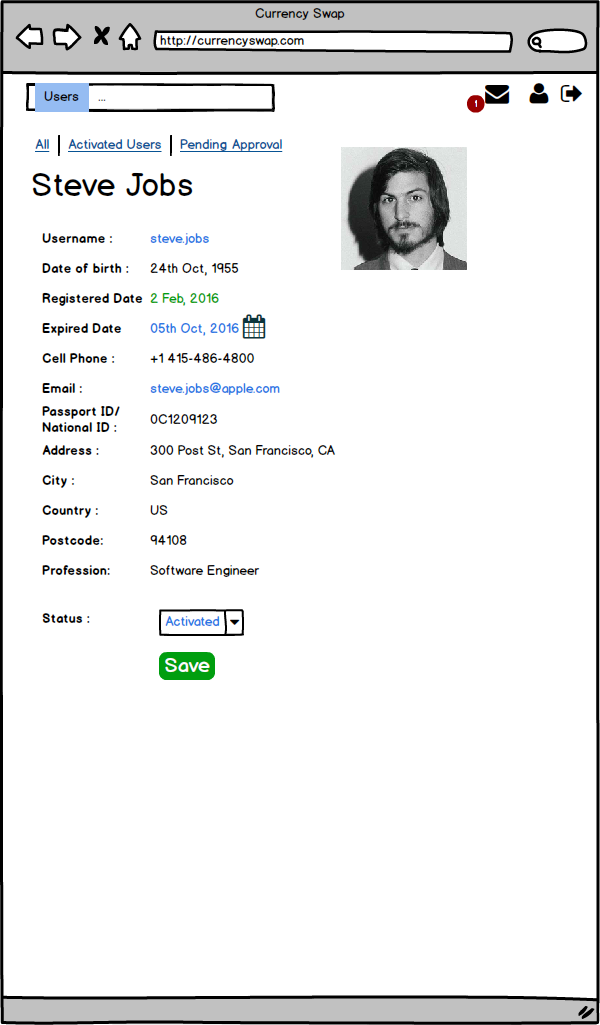 Currency Swap
http://currencyswap.com
Users ...
1
All Activated Users Pending Approval
Steve Jobs
Username : steve.jobs
Date of birth : 24th Oct, 1955
Registered Date 2 Feb, 2016
Expired Date 05th Oct, 2016
Cell Phone : +1 415-486-4800
Email : steve.jobs@apple.com
Passport ID/
National ID : 0C1209123
Address : 300 Post St, San Francisco, CA
City : San Francisco
Country : US
Postcode: 94108
Profession: Software Engineer
Status : Activated
Save